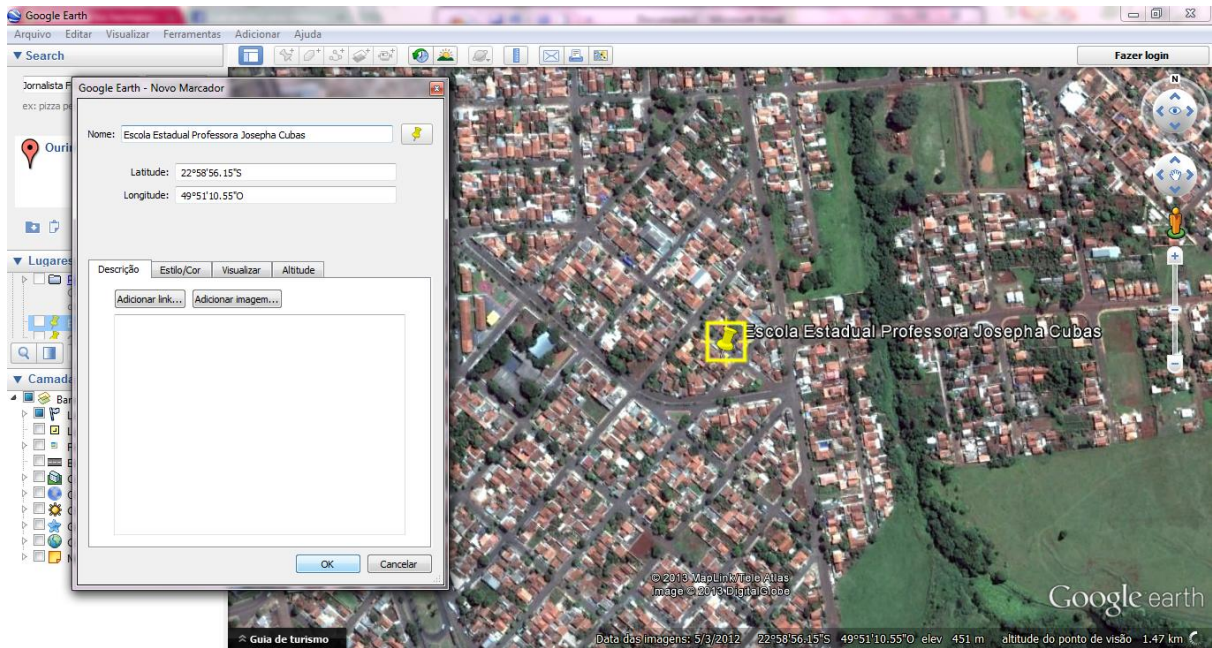 Google Earth
Arquivo Editar Visualizar Ferramentas Adicionar Ajuda
Search
Fazer login
Jornalista F
ex: pizza pe
Ouri
Lugares
Camada
Bar
Google Earth - Novo Marcador
Nome: Escola Estadual Professora Josepha Cubas
Latitude: 22°58'56.15"S
Longitude: 49°51'10.55"O
Descrição Estilo/Cor Visualizar Altitude
Adicionar link... Adicionar imagem...
OK Cancelar
N
Escola Estadual Professora Josepha Cubas
© 2013 MapLink/Tele Atlas
Image © 2013 DigitalGlobe
Google earth
Guia de turismo
Data das imagens: 5/3/2012 22°58'56.15"S 49°51'10.55"O elev 451 m altitude do ponto de visão 1.47 km